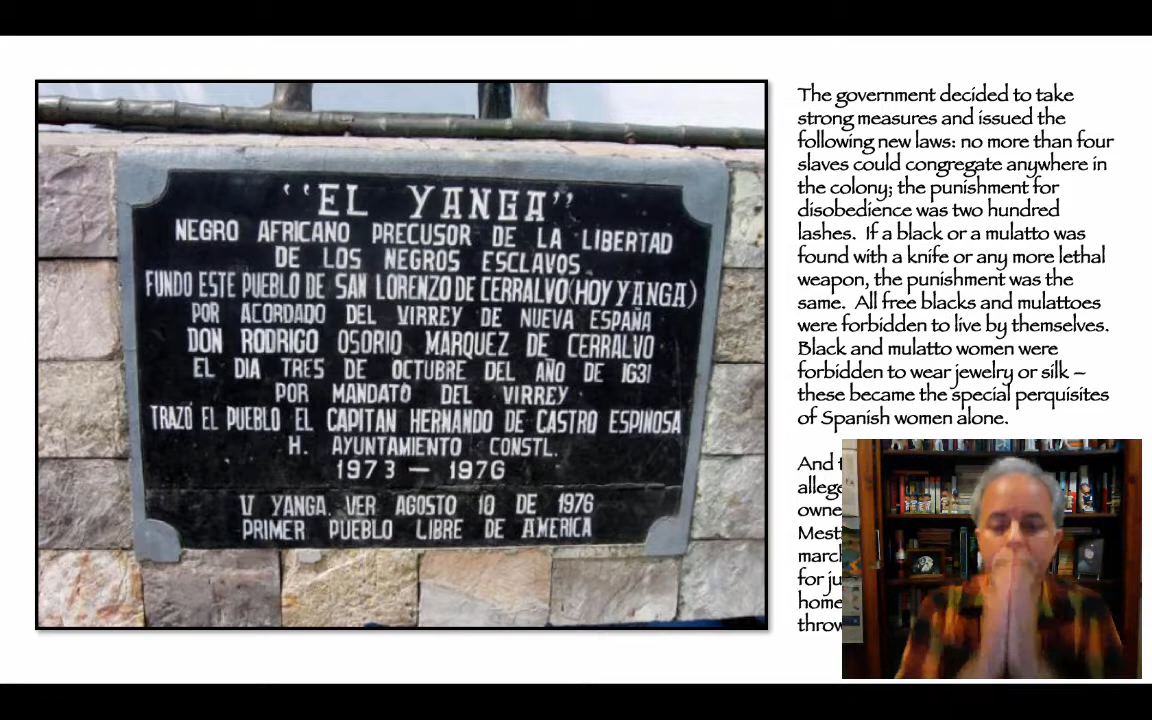 ‘‘EL YANGA’’
NEGRO AFRICANO PRECUSOR DE LA LIBERTAD
DE LOS NEGROS ESCLAVOS
FUNDO ESTE PUEBLO DE SAN LORENZO DE CERRALVO (HOY YANGA)
POR ACORDADO DEL VIRREY DE NUEVA ESPAÑA
DON RODRIGO OSORIO MARQUEZ DE CERRALVO
EL DIA TRES DE OCTUBRE DEL AÑO DE 1631
POR MANDATO DEL VIRREY
TRAZÓ EL PUEBLO EL CAPITAN HERNANDO DE CASTRO ESPINOSA
H. AYUNTAMIENTO CONSTL.
1973 — 1976
V YANGA. VER AGOSTO 10 DE 1976
PRIMER PUEBLO LIBRE DE AMERICA
The government decided to take
strong measures and issued the
following new laws: no more than four
slaves could congregate anywhere in
the colony; the punishment for
disobedience was two hundred
lashes. If a black or a mulatto was
found with a knife or any more lethal
weapon, the punishment was the
same. All free blacks and mulattoes
were forbidden to live by themselves.
Black and mulatto women were
forbidden to wear jewelry or silk –
these became the special perquisites
of Spanish women alone.
And
for